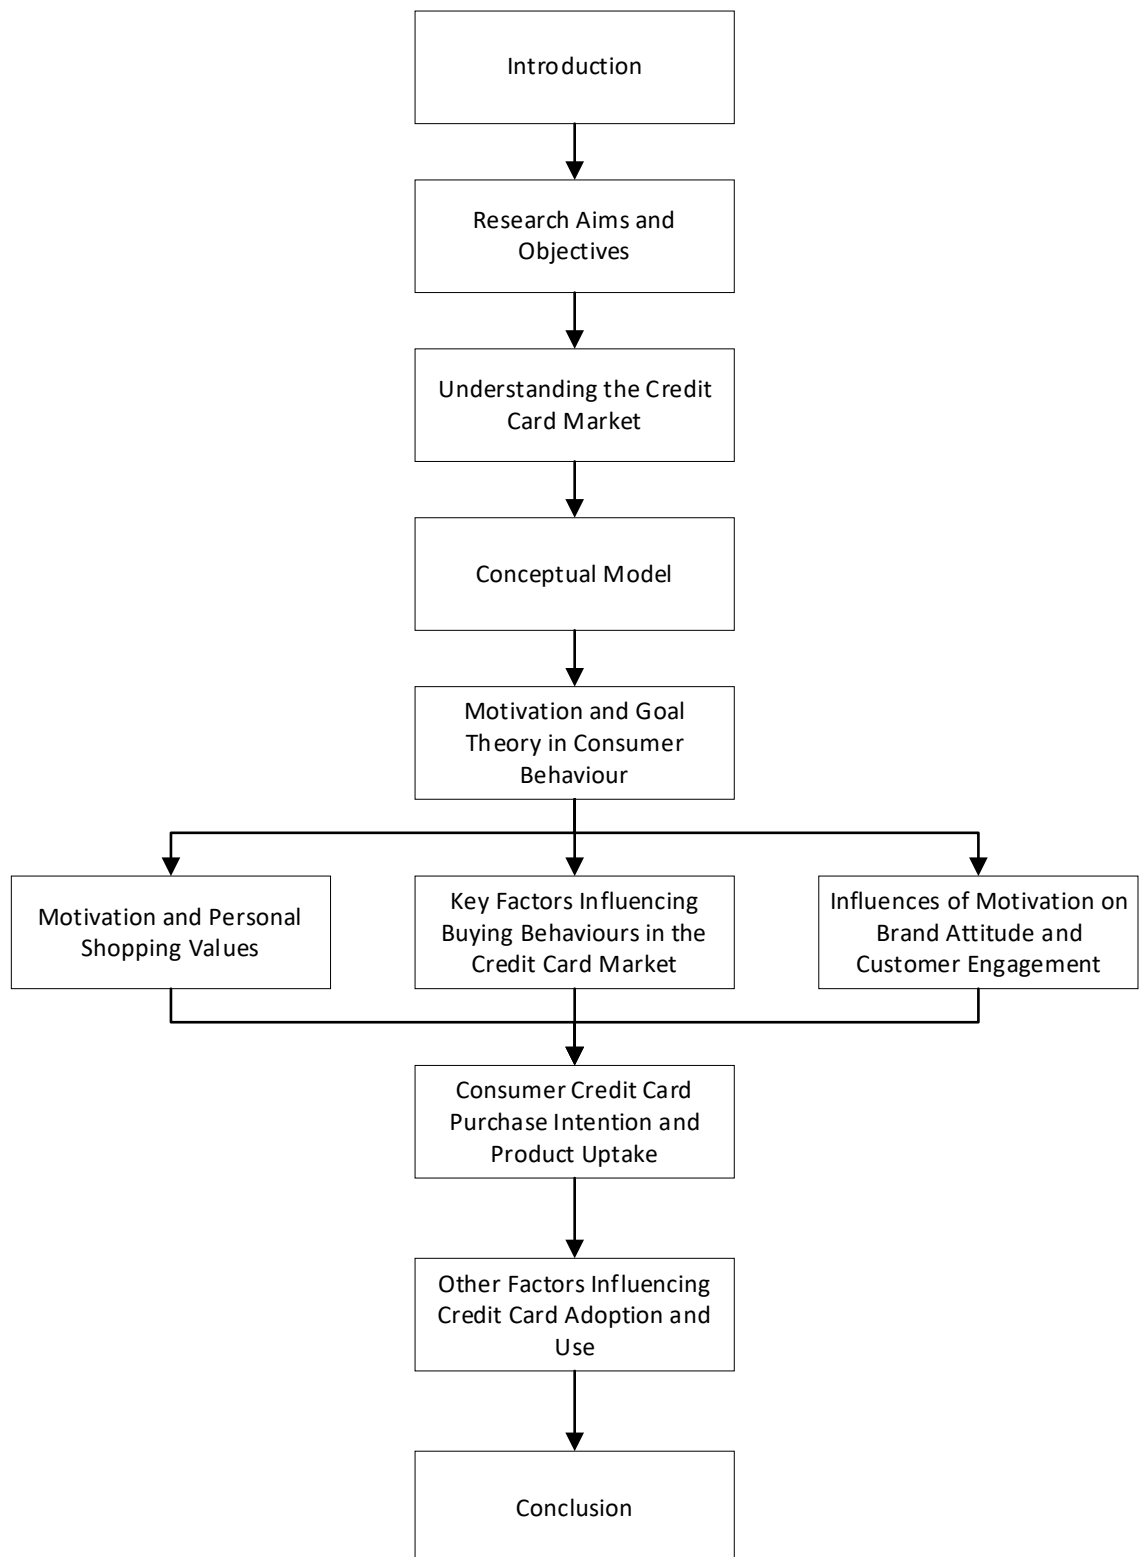 Introduction
Research Aims and
Objectives
Understanding the Credit
Card Market
Conceptual Model
Motivation and Goal
Theory in Consumer
Behaviour
Motivation and Personal
Shopping Values
Key Factors Influencing
Buying Behaviours in the
Credit Card Market
Influences of Motivation on
Brand Attitude and
Customer Engagement
Consumer Credit Card
Purchase Intention and
Product Uptake
Other Factors Influencing
Credit Card Adoption and
Use
Conclusion